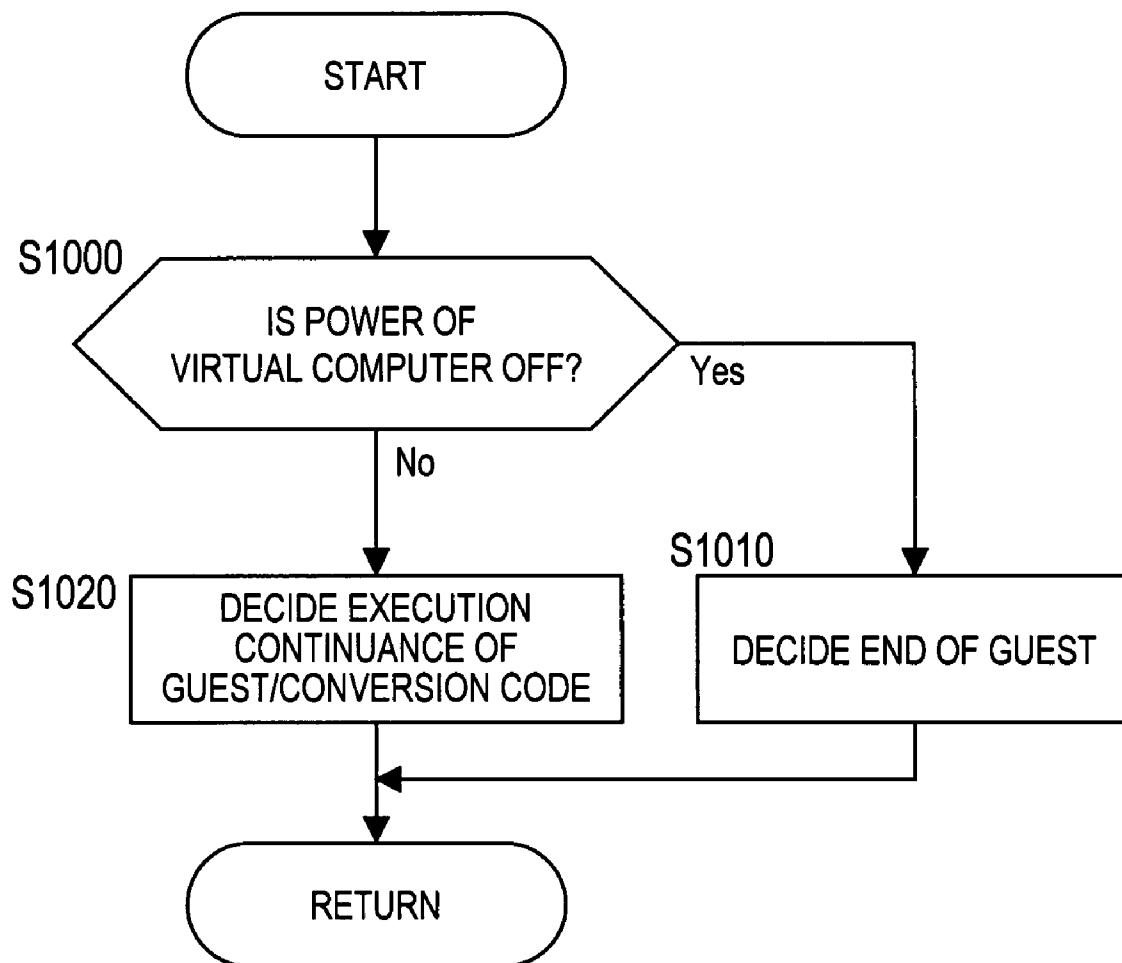 START
S1000
IS POWER OF
VIRTUAL COMPUTER OFF?
Yes
No
S1020
DECIDE EXECUTION
CONTINUANCE OF
GUEST/CONVERSION CODE
S1010
DECIDE END OF GUEST
RETURN